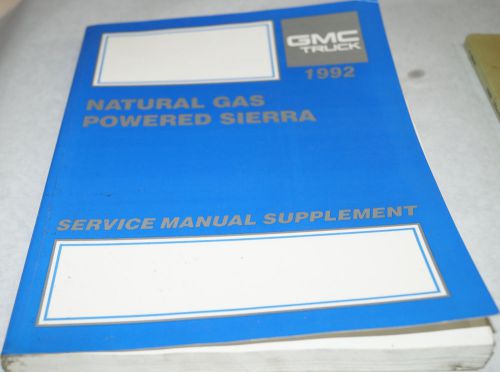 GMC
TRUCK
1992
NATURAL GAS
POWERED SIERRA
SERVICE MANUAL SUPPLEMENT